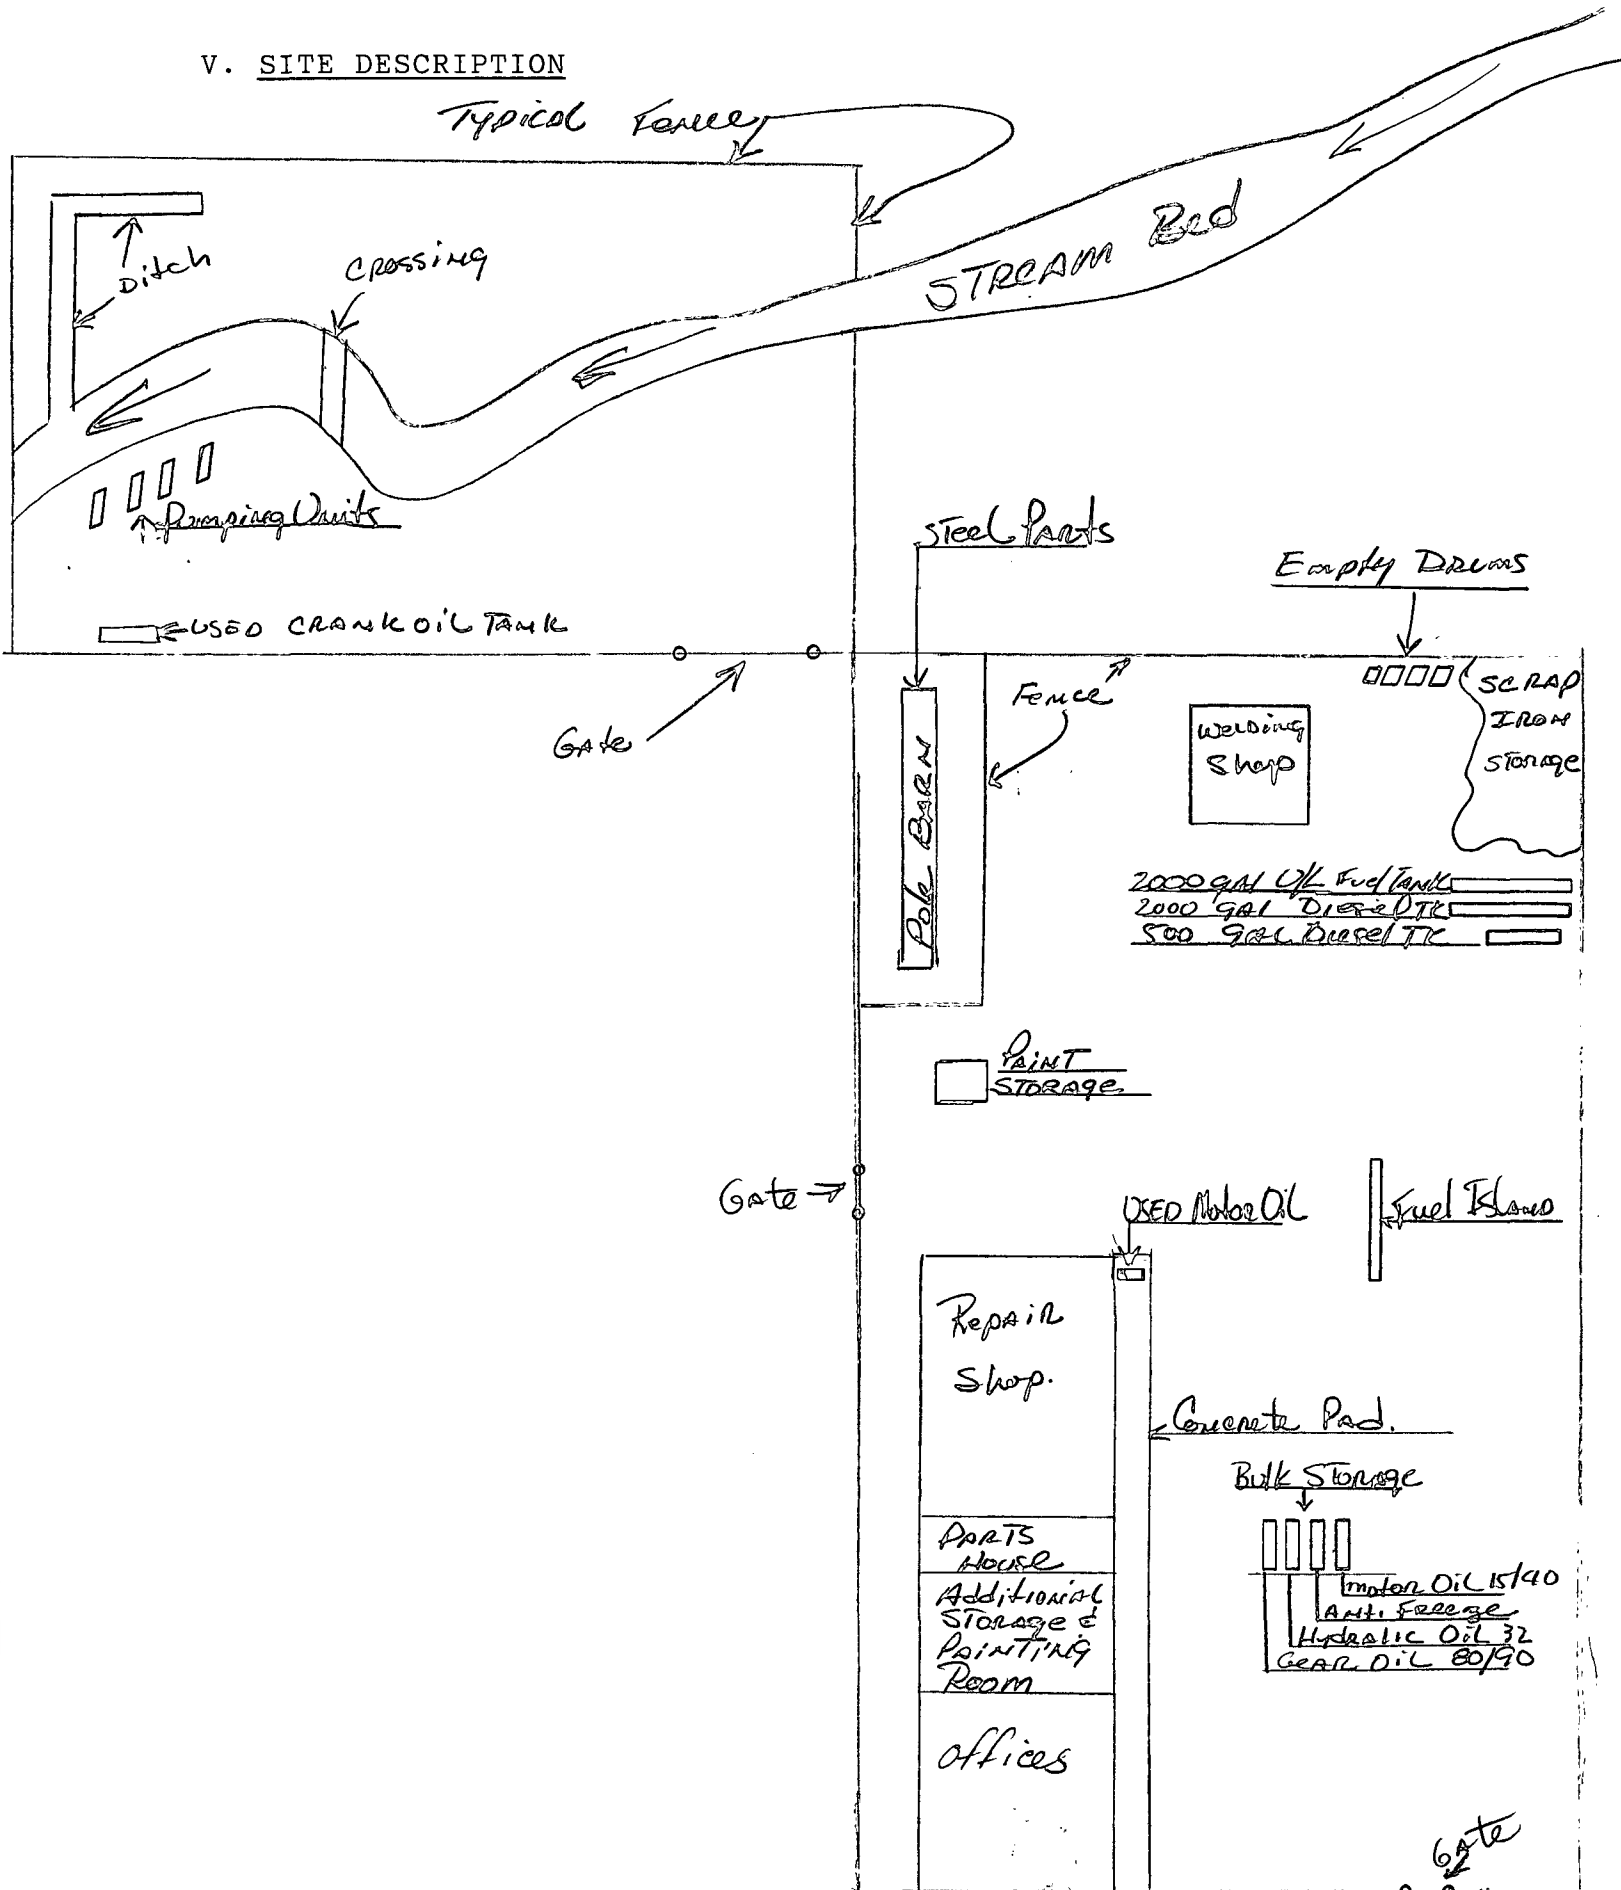 V. SITE DESCRIPTION
Typical Fence
STREAM Bed
Ditch
CROSSING
Pumping Units
STeel PARts
Empty DRums
USED CRANK OiL TANK
GAte
Fence
Welding
Shop
SCRAP
IRON
STORAGE
Pole BARN
2000 gAl U/L Fuel TANK
2000 gAl Diesel TK
500 GAL Diesel TK
PAiNT
STORAGE
GAte
USED Motor OiL
Fuel ISLAND
RepAiR
Shop.
Concrete Pad.
Bulk STORAGE
PARTS
House
Additional
STORAGE &
PAiNTiNG
Room
motor OiL 15/40
Anti. Freeze
Hydralic OiL 32
GEAR OiL 80/90
offices
GAte